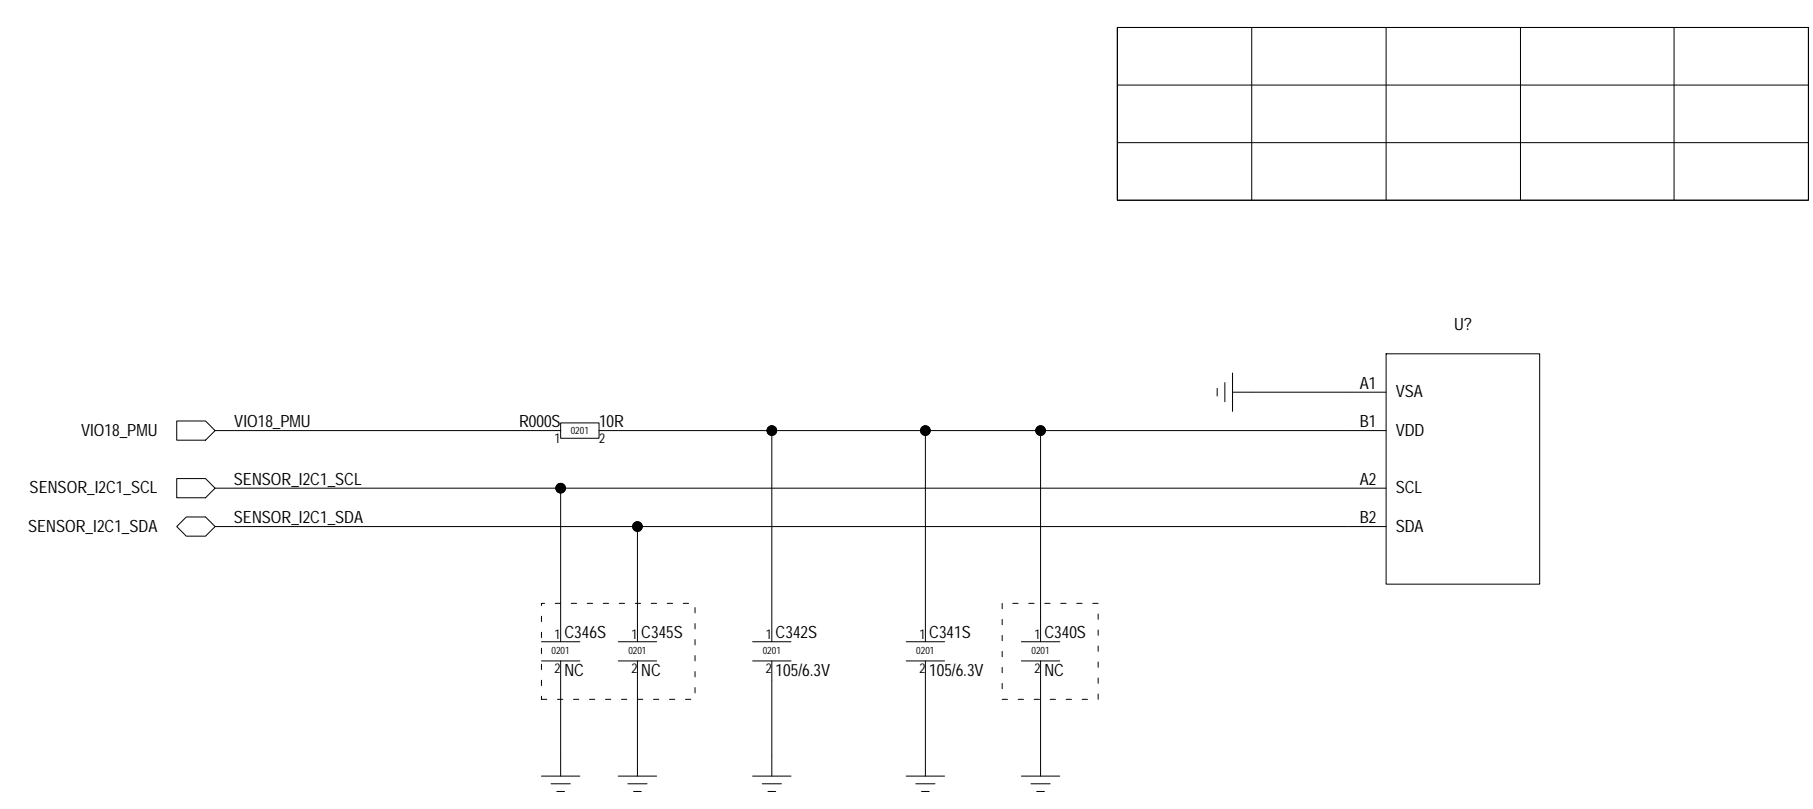 U?
A1 VSA
VIO18_PMU VIO18_PMU R000S 10R B1 VDD
1 0201 2
SENSOR_I2C1_SCL SENSOR_I2C1_SCL A2 SCL
SENSOR_I2C1_SDA SENSOR_I2C1_SDA B2 SDA
1 C346S 1 C345S 1 C342S 1 C341S 1 C340S
0201 0201 0201 0201 0201
2 NC 2 NC 2 105/6.3V 2 105/6.3V 2 NC